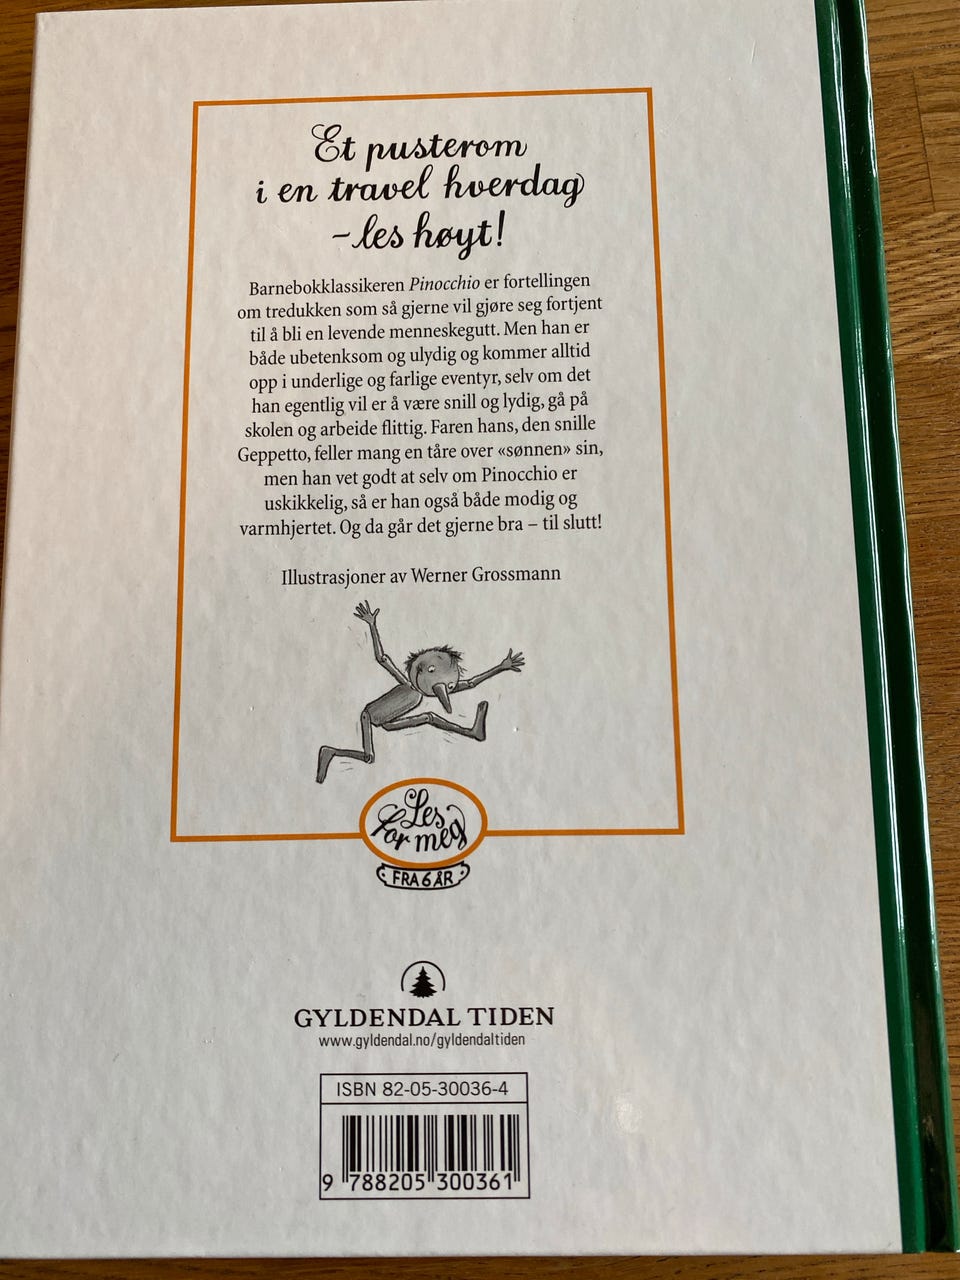 Et pusterom
i en travel hverdag
– les høyt!
Barnebokklassikeren Pinocchio er fortellingen
om tredukken som så gjerne vil gjøre seg fortjent
til å bli en levende menneskegutt. Men han er
både ubetenksom og ulydig og kommer alltid
opp i underlige og farlige eventyr, selv om det
han egentlig vil er å være snill og lydig, gå på
skolen og arbeide flittig. Faren hans, den snille
Geppetto, feller mang en tåre over «sønnen» sin,
men han vet godt at selv om Pinocchio er
uskikkelig, så er han også både modig og
varmhjertet. Og da går det gjerne bra – til slutt!
Illustrasjoner av Werner Grossmann
Les
for meg
FRA 6 ÅR
GYLDENDAL TIDEN
www.gyldendal.no/gyldendaltiden
ISBN 82-05-30036-4
9 788205 300361